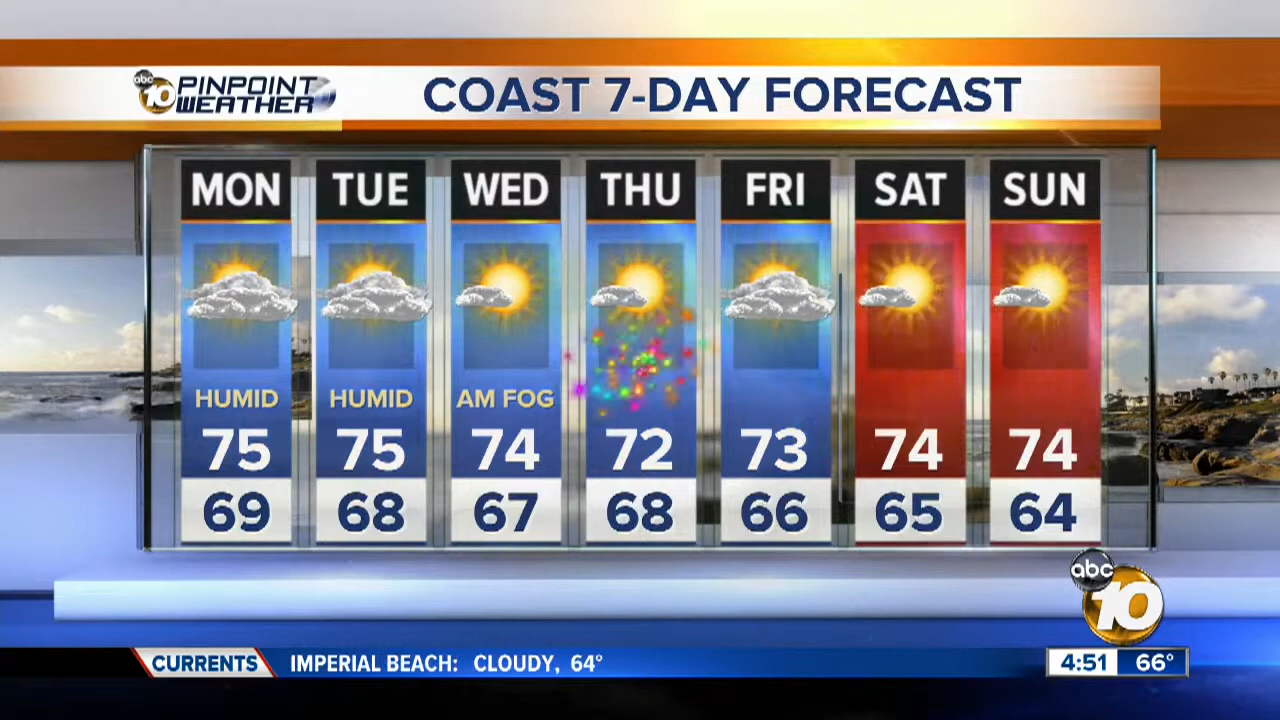 abc 10 PINPOINT WEATHER
COAST 7-DAY FORECAST
MON TUE WED THU FRI SAT SUN
HUMID HUMID AM FOG
75 75 74 72 73 74 74
69 68 67 68 66 65 64
abc
10
CURRENTS IMPERIAL BEACH: CLOUDY, 64° 4:51 66°